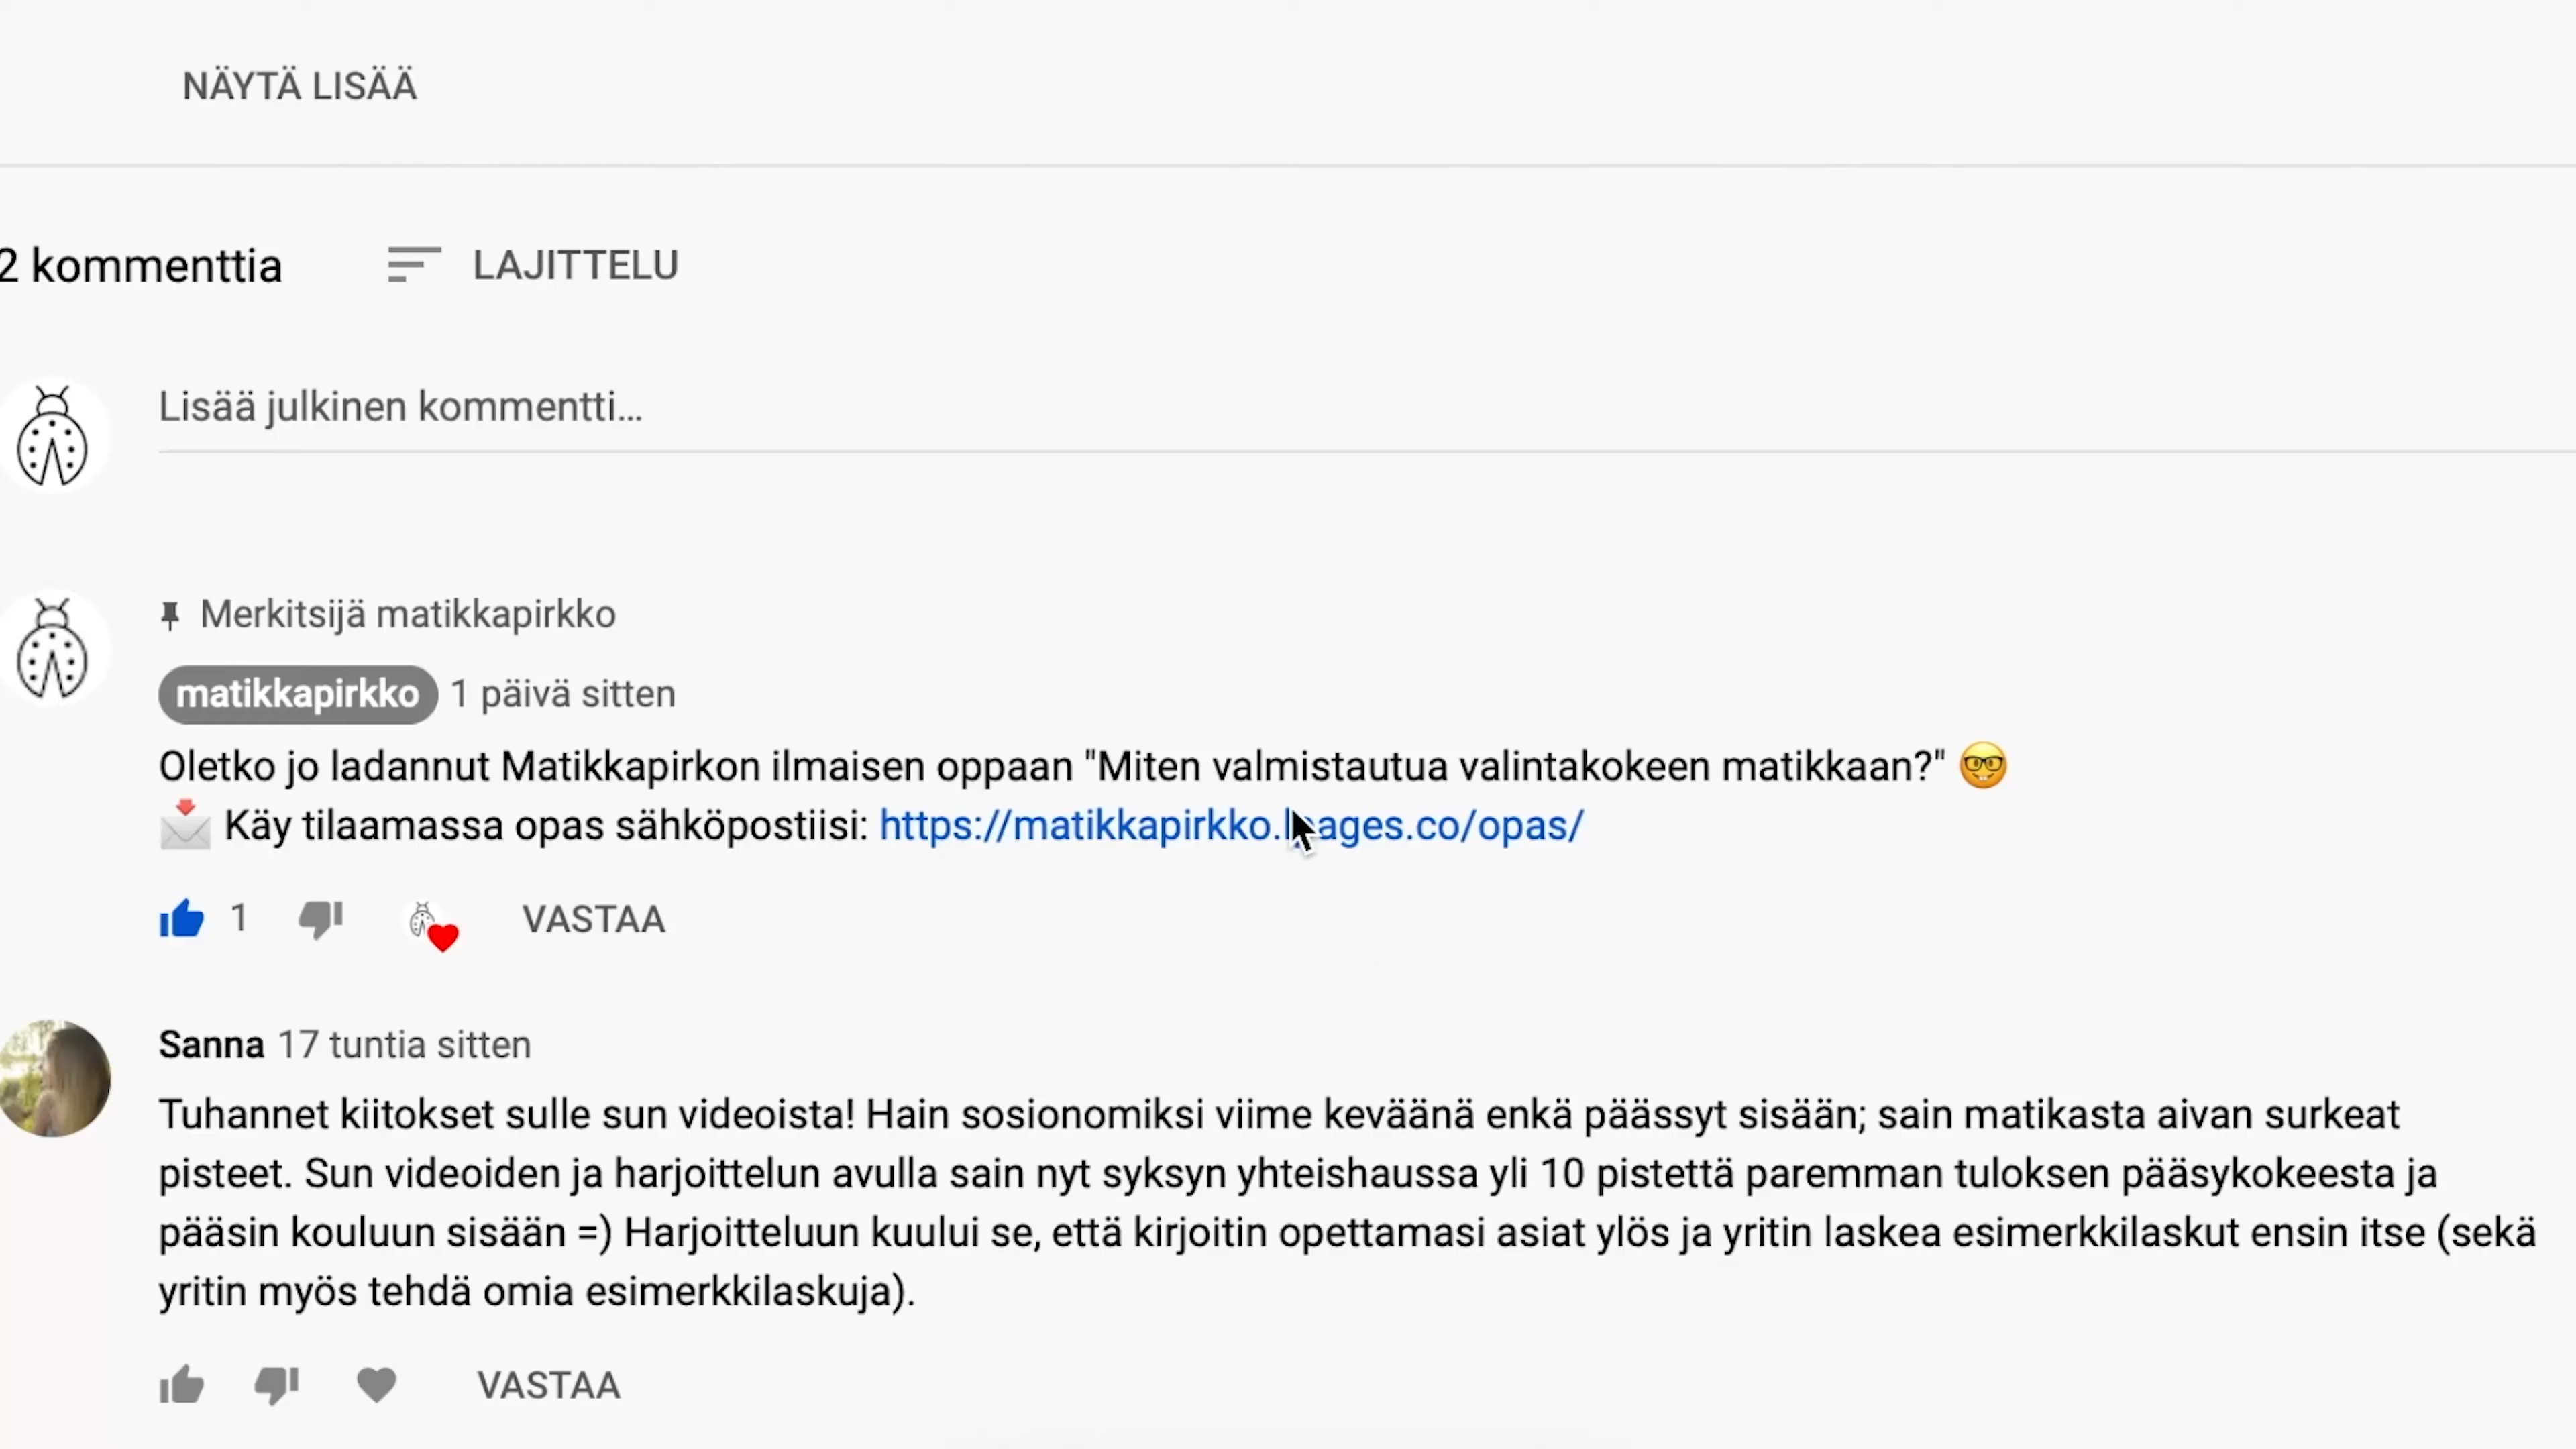 NÄYTÄ LISÄÄ
2 kommenttia
LAJITTELU
Lisää julkinen kommentti...
Merkitsijä matikkapirkko
matikkapirkko 1 päivä sitten
Oletko jo ladannut Matikkapirkon ilmaisen oppaan "Miten valmistautua valintakokeen matikkaan?" 🤓
📩 Käy tilaamassa opas sähköpostiisi:
1
VASTAA
Sanna 17 tuntia sitten
Tuhannet kiitokset sulle sun videoista! Hain sosionomiksi viime keväänä enkä päässyt sisään; sain matikasta aivan surkeat
pisteet. Sun videoiden ja harjoittelun avulla sain nyt syksyn yhteishaussa yli 10 pistettä paremman tuloksen pääsykokeesta ja
pääsin kouluun sisään =) Harjoitteluun kuului se, että kirjoitin opettamasi asiat ylös ja yritin laskea esimerkkilaskut ensin itse (sekä
yritin myös tehdä omia esimerkkilaskuja).
VASTAA